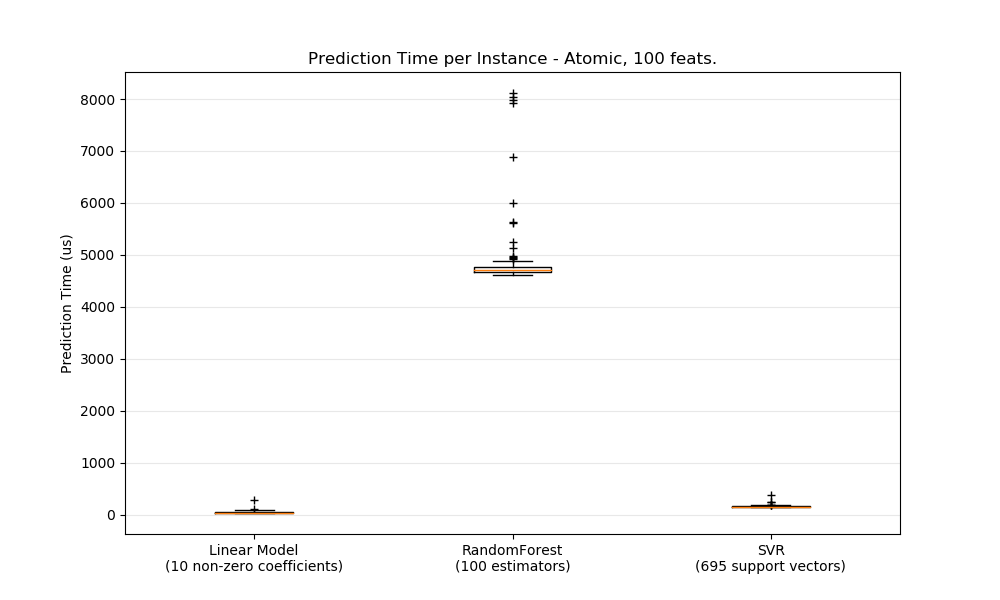 Prediction Time per Instance - Atomic, 100 feats.
Prediction Time (us)
8000
7000
6000
5000
4000
3000
2000
1000
0
Linear Model
(10 non-zero coefficients)
RandomForest
(100 estimators)
SVR
(695 support vectors)